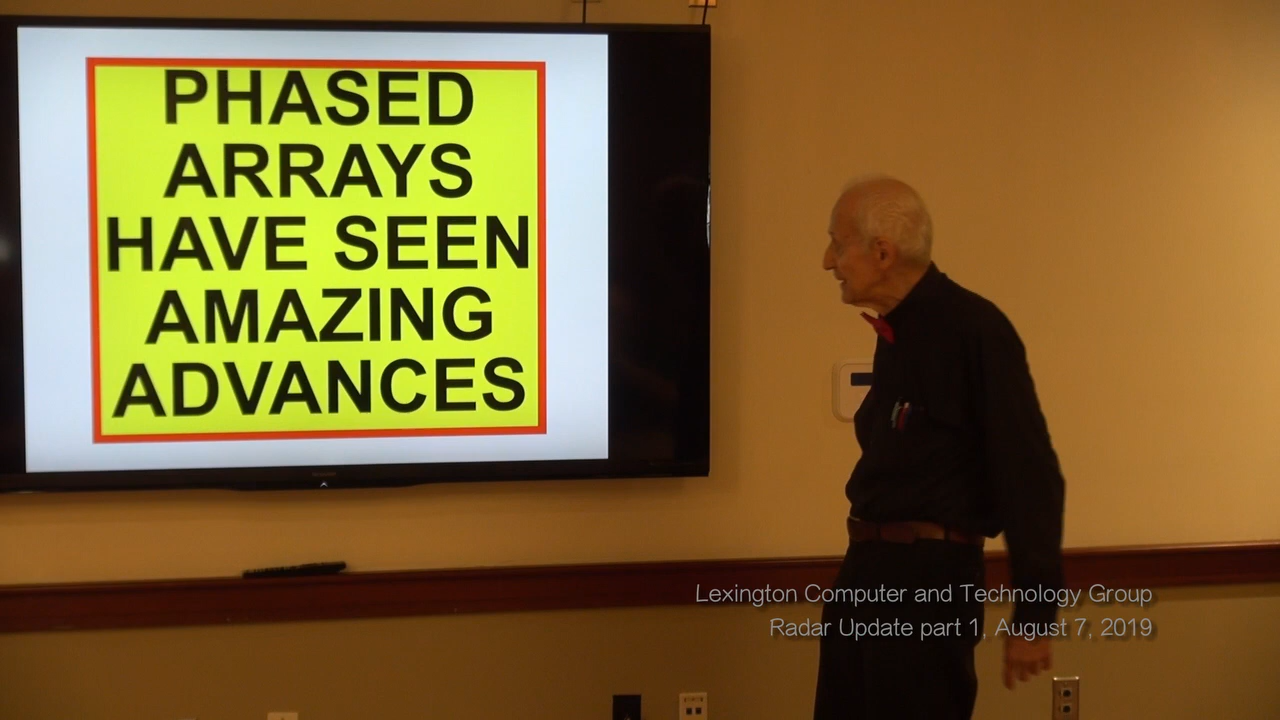 PHASED
ARRAYS
HAVE SEEN
AMAZING
ADVANCES
Lexington Computer and Technology Group
Radar Update part 1, August 7, 2019